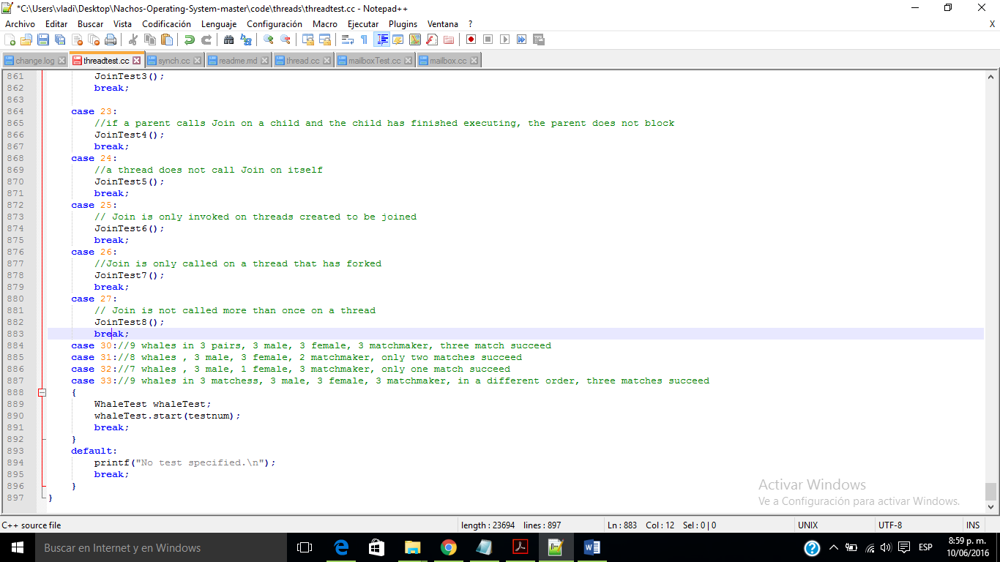 *C:\Users\vladi\Desktop\Nachos-Operating-System-master\code\threads\threadtest.cc - Notepad++
Archivo Editar Buscar Vista Codificación Lenguaje Configuración Macro Ejecutar Plugins Ventana ? X
change.log threadtest.cc synch.cc readme.md thread.cc mailboxTest.cc mailbox.cc
861 JoinTest3();
862 break;
863
864 case 23:
865 //if a parent calls Join on a child and the child has finished executing, the parent does not block
866 JoinTest4();
867 break;
868 case 24:
869 //a thread does not call Join on itself
870 JoinTest5();
871 break;
872 case 25:
873 // Join is only invoked on threads created to be joined
874 JoinTest6();
875 break;
876 case 26:
877 //Join is only called on a thread that has forked
878 JoinTest7();
879 break;
880 case 27:
881 // Join is not called more than once on a thread
882 JoinTest8();
883 break;
884 case 30://9 whales in 3 pairs, 3 male, 3 female, 3 matchmaker, three match succeed
885 case 31://8 whales , 3 male, 3 female, 2 matchmaker, only two matches succeed
886 case 32://7 whales , 3 male, 1 female, 3 matchmaker, only one match succeed
887 case 33://9 whales in 3 matchess, 3 male, 3 female, 3 matchmaker, in a different order, three matches succeed
888 {
889 WhaleTest whaleTest;
890 whaleTest.start(testnum);
891 break;
892 }
893 default:
894 printf("No test specified.\n");
895 break;
896 }
897 }
Activar Windows
Ve a Configuración para activar Windows.
C++ source file length : 23694 lines : 897 Ln : 883 Col : 12 Sel : 0 | 0 UNIX UTF-8 INS
Buscar en Internet y en Windows ESP 8:59 p. m.
10/06/2016